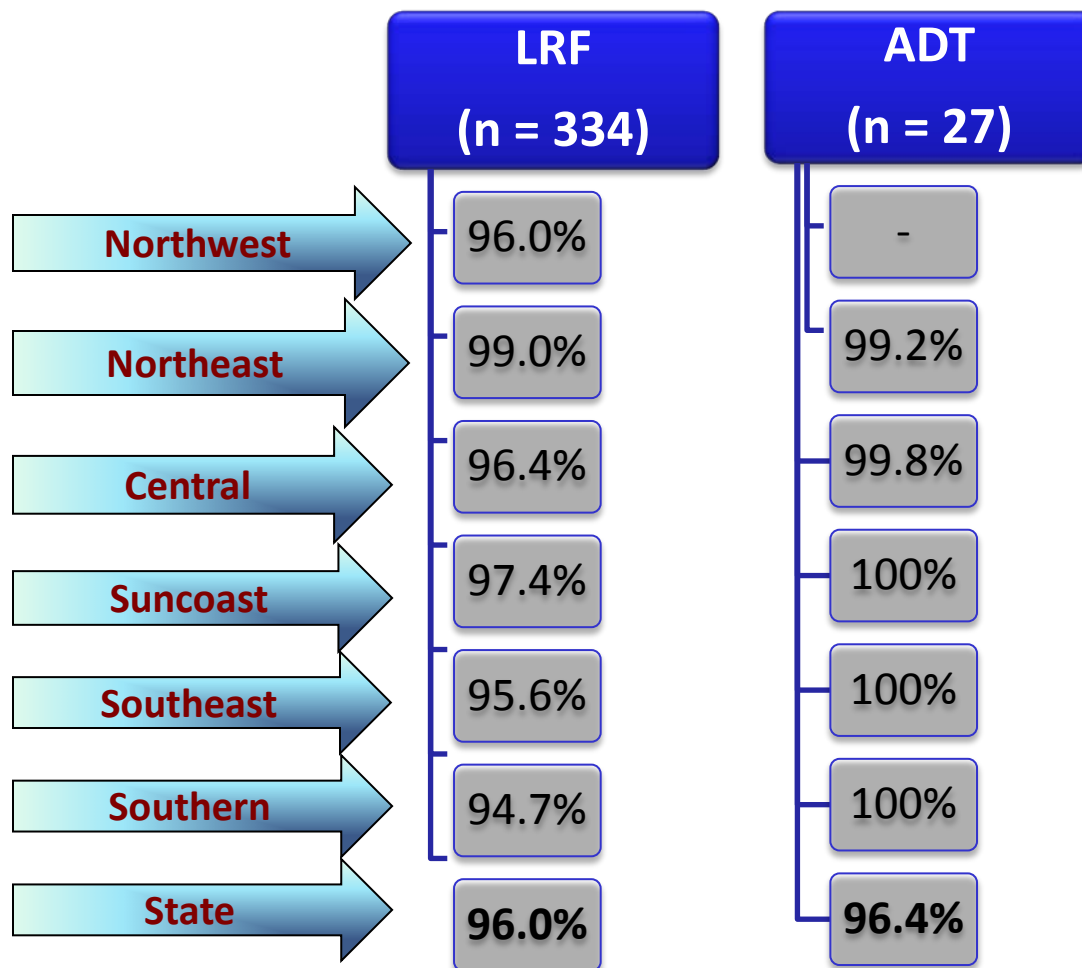 LRF
(n = 334)
ADT
(n = 27)
Northwest
96.0%
-
Northeast
99.0%
99.2%
Central
96.4%
99.8%
Suncoast
97.4%
100%
Southeast
95.6%
100%
Southern
94.7%
100%
State
96.0%
96.4%